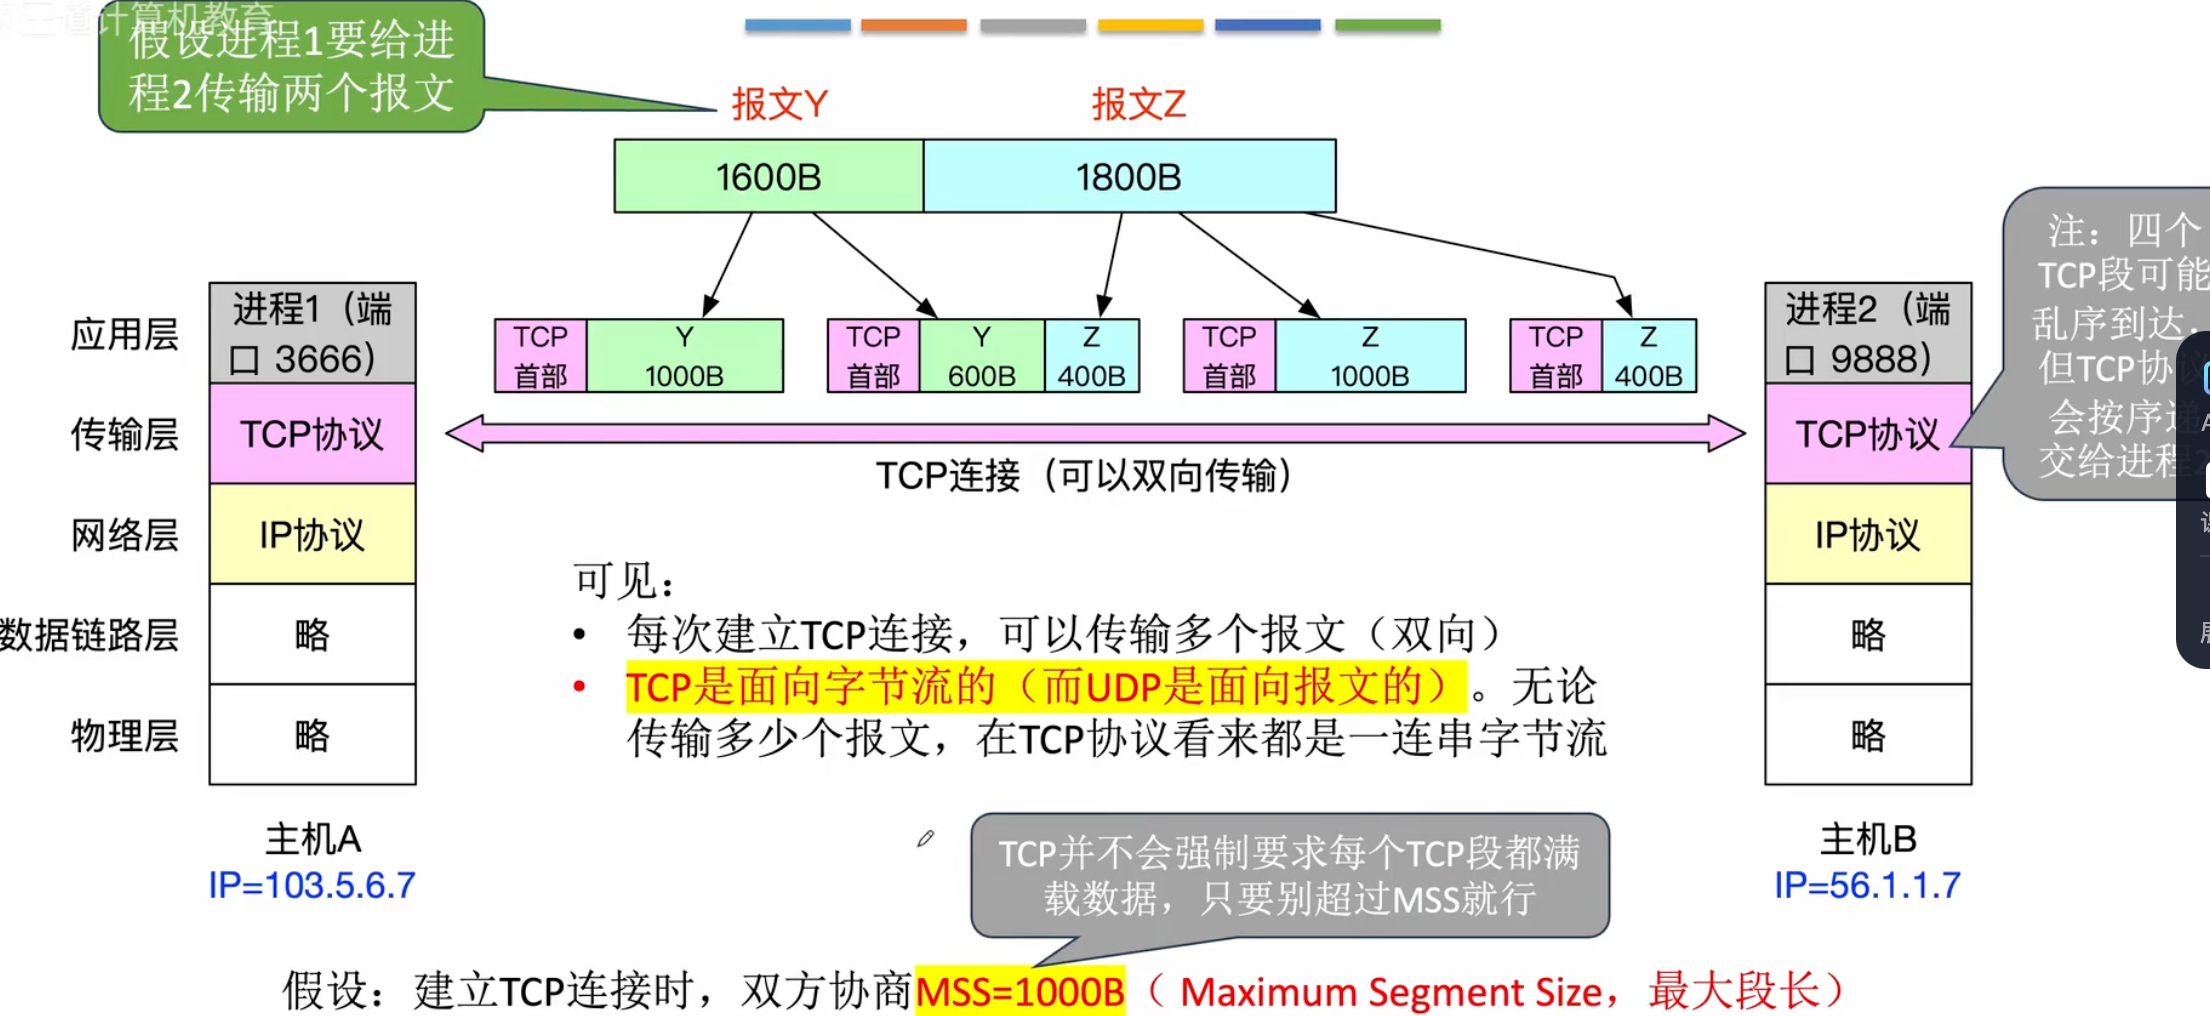 王道计算机教育
假设进程1要给进
程2传输两个报文
报文Y
报文Z
1600B
1800B
注：四个
TCP段可能
乱序到达，
但TCP协议
会按序递
交给进程2
应用层
进程1（端
口 3666）
TCP
首部
Y
1000B
TCP
首部
Y
600B
Z
400B
TCP
首部
Z
1000B
TCP
首部
Z
400B
进程2（端
口 9888）
传输层
TCP协议
TCP连接（可以双向传输）
TCP协议
网络层
IP协议
IP协议
数据链路层
略
略
物理层
略
略
主机A
IP=103.5.6.7
主机B
IP=56.1.1.7
可见：
• 每次建立TCP连接，可以传输多个报文（双向）
• TCP是面向字节流的（而UDP是面向报文的）。无论
传输多少个报文，在TCP协议看来都是一连串字节流
TCP并不会强制要求每个TCP段都满
载数据，只要别超过MSS就行
假设：建立TCP连接时，双方协商MSS=1000B（ Maximum Segment Size，最大段长）